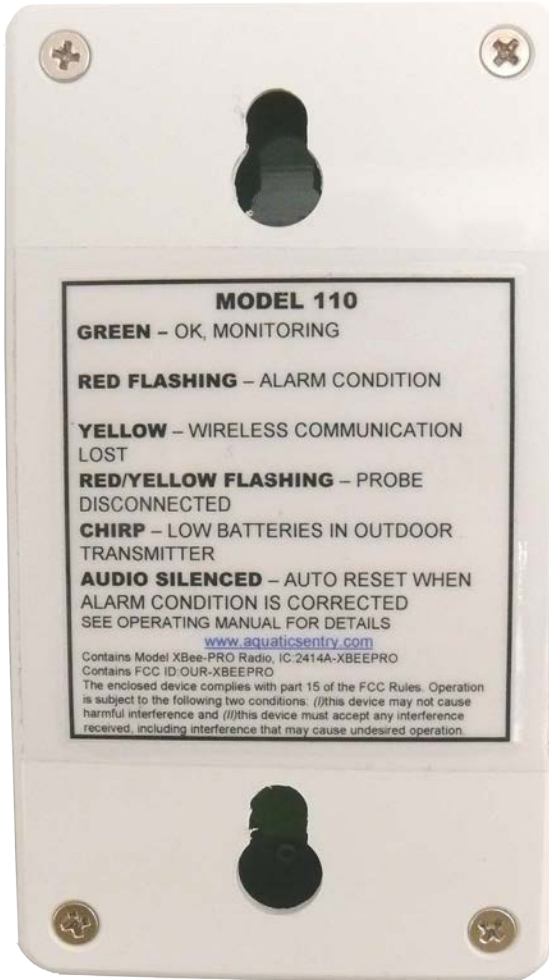 MODEL 110
GREEN – OK, MONITORING
RED FLASHING – ALARM CONDITION
YELLOW – WIRELESS COMMUNICATION
LOST
RED/YELLOW FLASHING – PROBE
DISCONNECTED
CHIRP – LOW BATTERIES IN OUTDOOR
TRANSMITTER
AUDIO SILENCED – AUTO RESET WHEN
ALARM CONDITION IS CORRECTED
SEE OPERATING MANUAL FOR DETAILS
www.aquaticsentry.com
Contains Model XBee-PRO Radio, IC:2414A-XBEEPRO
Contains FCC ID:OUR-XBEEPRO
The enclosed device complies with part 15 of the FCC Rules. Operation
is subject to the following two conditions: (I)this device may not cause
harmful interference and (II)this device must accept any interference
received, including interference that may cause undesired operation.